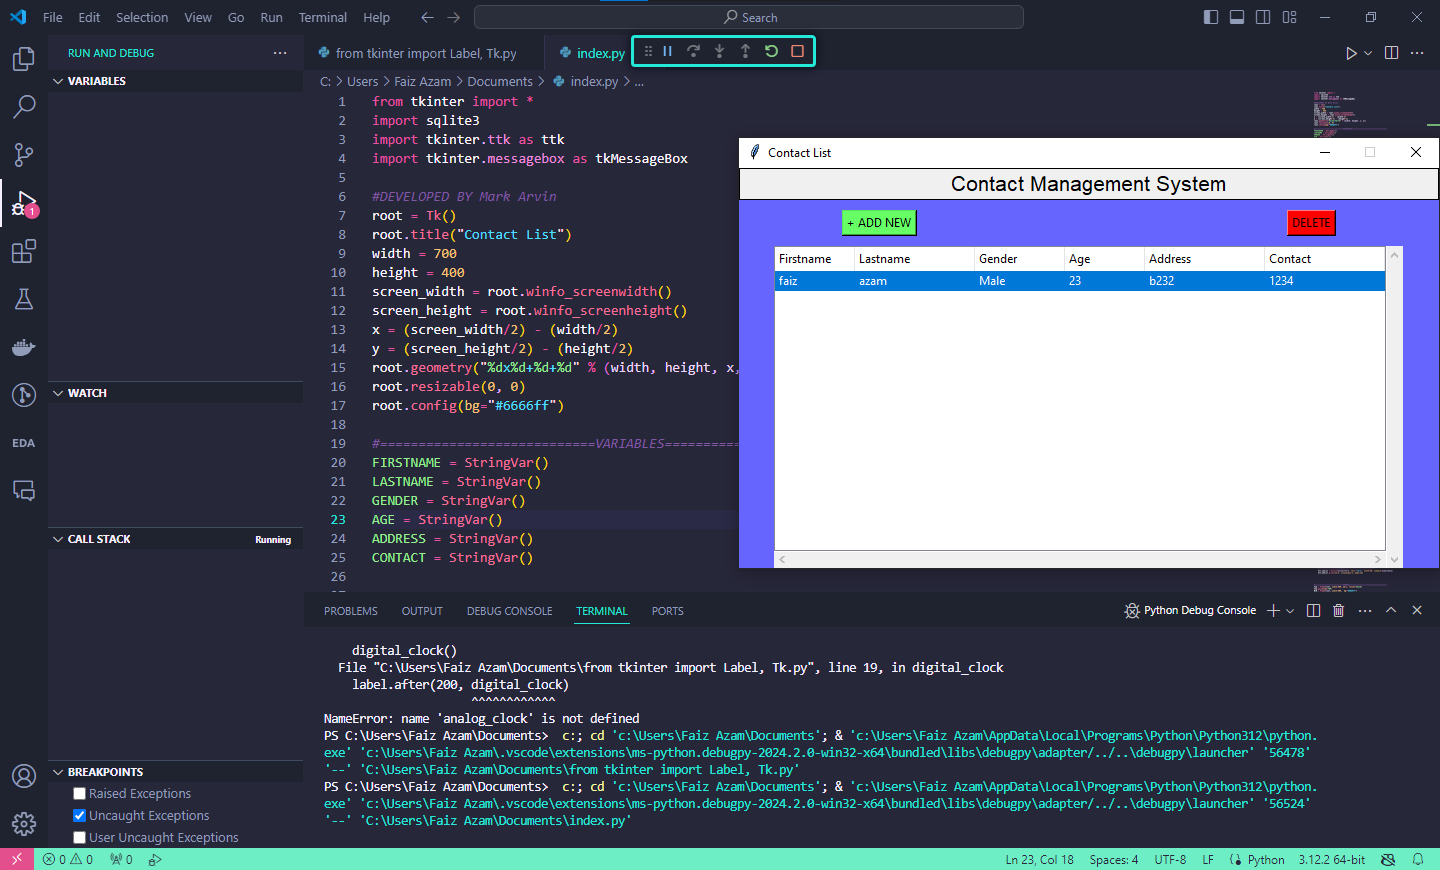 File Edit Selection View Go Run Terminal Help
Search
RUN AND DEBUG
VARIABLES
WATCH
CALL STACK Running
BREAKPOINTS
Raised Exceptions
Uncaught Exceptions
User Uncaught Exceptions
1
EDA
from tkinter import Label, Tk.py
index.py
C: > Users > Faiz Azam > Documents > index.py > ...
1 from tkinter import *
2 import sqlite3
3 import tkinter.ttk as ttk
4 import tkinter.messagebox as tkMessageBox
5
6 #DEVELOPED BY Mark Arvin
7 root = Tk()
8 root.title("Contact List")
9 width = 700
10 height = 400
11 screen_width = root.winfo_screenwidth()
12 screen_height = root.winfo_screenheight()
13 x = (screen_width/2) - (width/2)
14 y = (screen_height/2) - (height/2)
15 root.geometry("%dx%d+%d+%d" % (width, height, x,
16 root.resizable(0, 0)
17 root.config(bg="#6666ff")
18
19 #============================VARIABLES==========
20 FIRSTNAME = StringVar()
21 LASTNAME = StringVar()
22 GENDER = StringVar()
23 AGE = StringVar()
24 ADDRESS = StringVar()
25 CONTACT = StringVar()
26
Contact List
Contact Management System
+ ADD NEW DELETE
Firstname Lastname Gender Age Address Contact
faiz azam Male 23 b232 1234
PROBLEMS OUTPUT DEBUG CONSOLE TERMINAL PORTS
Python Debug Console
digital_clock()
File "C:\Users\Faiz Azam\Documents\from tkinter import Label, Tk.py", line 19, in digital_clock
label.after(200, digital_clock)
^^^^^^^^^^^^^
NameError: name 'analog_clock' is not defined
PS C:\Users\Faiz Azam\Documents>  c:; cd 'c:\Users\Faiz Azam\Documents'; & 'c:\Users\Faiz Azam\AppData\Local\Programs\Python\Python312\python.
exe' 'c:\Users\Faiz Azam\.vscode\extensions\ms-python.debugpy-2024.2.0-win32-x64\bundled\libs\debugpy\adapter/../..\debugpy\launcher' '56478'
'--' 'C:\Users\Faiz Azam\Documents\from tkinter import Label, Tk.py'
PS C:\Users\Faiz Azam\Documents>  c:; cd 'c:\Users\Faiz Azam\Documents'; & 'c:\Users\Faiz Azam\AppData\Local\Programs\Python\Python312\python.
exe' 'c:\Users\Faiz Azam\.vscode\extensions\ms-python.debugpy-2024.2.0-win32-x64\bundled\libs\debugpy\adapter/../..\debugpy\launcher' '56524'
'--' 'C:\Users\Faiz Azam\Documents\index.py'
0 0 0 Ln 23, Col 18 Spaces: 4 UTF-8 LF Python 3.12.2 64-bit